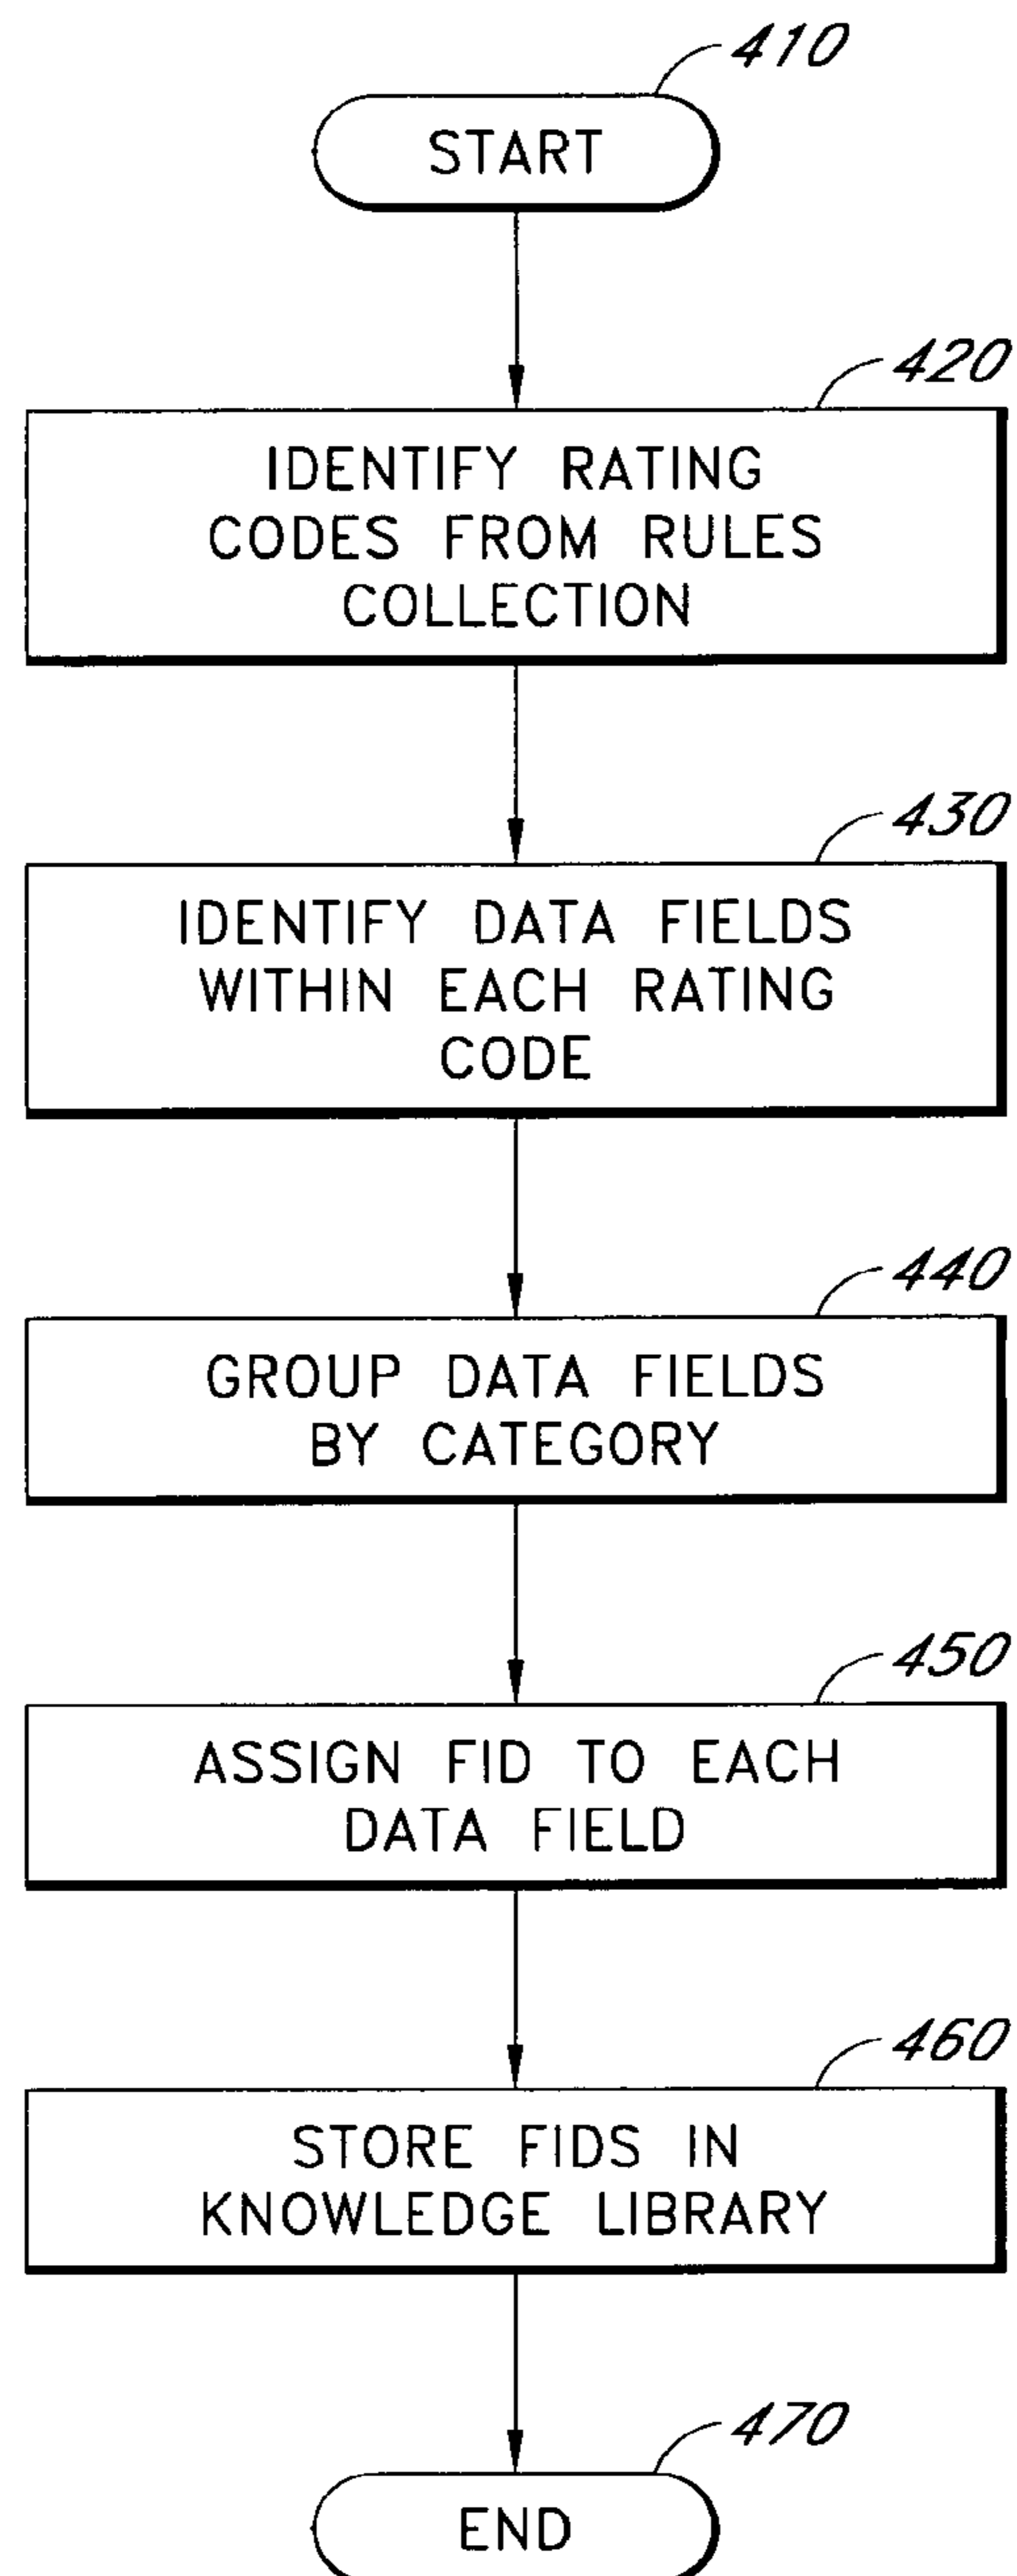 410
START
420
IDENTIFY RATING
CODES FROM RULES
COLLECTION
430
IDENTIFY DATA FIELDS
WITHIN EACH RATING
CODE
440
GROUP DATA FIELDS
BY CATEGORY
450
ASSIGN FID TO EACH
DATA FIELD
460
STORE FIDS IN
KNOWLEDGE LIBRARY
470
END